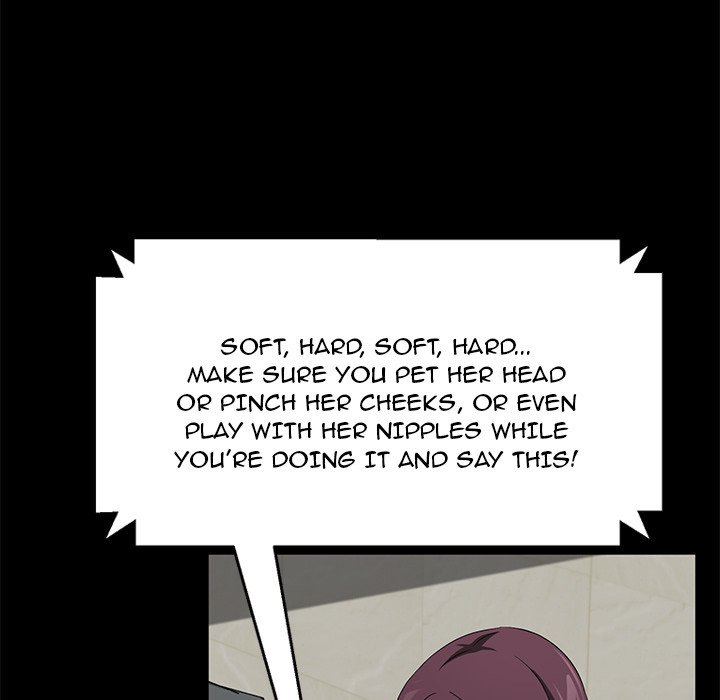 SOFT, HARD, SOFT, HARD...
MAKE SURE YOU PET HER HEAD
OR PINCH HER CHEEKS, OR EVEN
PLAY WITH HER NIPPLES WHILE
YOU'RE DOING IT AND SAY THIS!